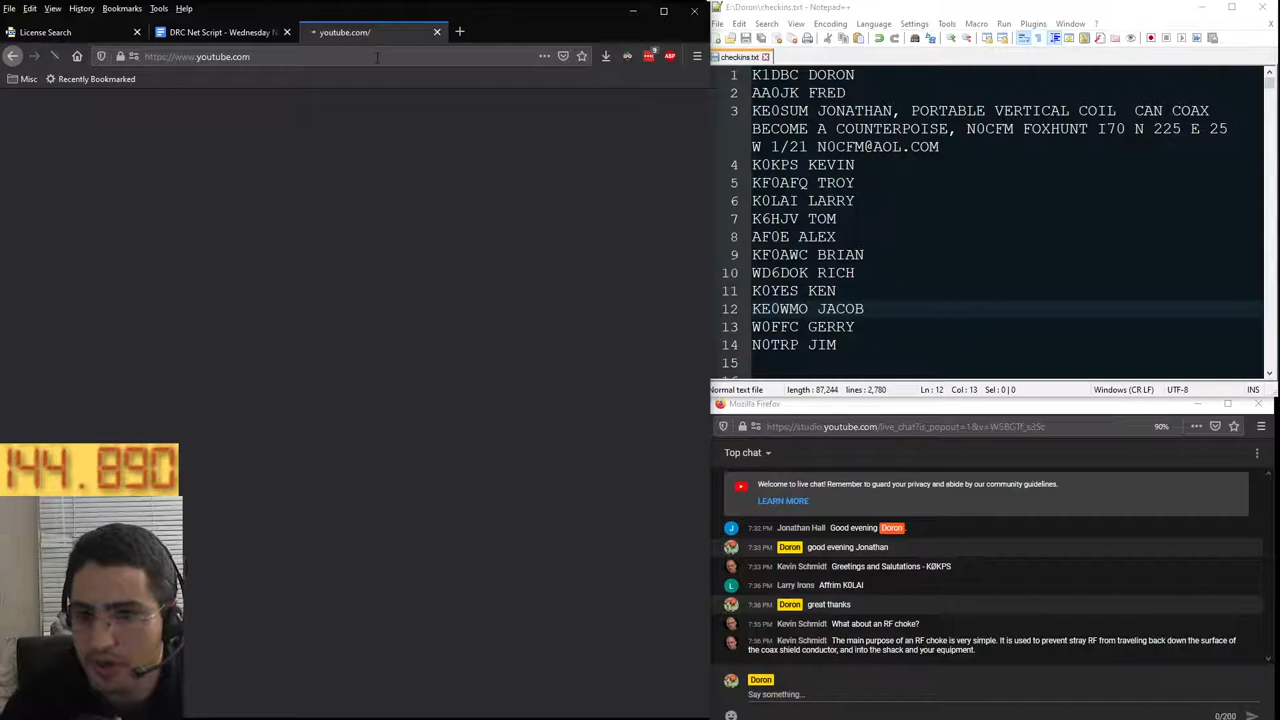 File Edit View History Bookmarks Tools Help
License Search
DRC Net Script - Wednesday N
youtube.com/
https://www.youtube.com
Misc
Recently Bookmarked
9
ABP
144.890
E:\Doron\checkins.txt - Notepad++
File Edit Search View Encoding Language Settings Tools Macro Run Plugins Window ?
checkins.txt
1 K1DBC DORON
2 AA0JK FRED
3 KE0SUM JONATHAN, PORTABLE VERTICAL COIL CAN COAX
BECOME A COUNTERPOISE, N0CFM FOXHUNT I70 N 225 E 25
W 1/21 N0CFM@AOL.COM
4 K0KPS KEVIN
5 KF0AFQ TROY
6 K0LAI LARRY
7 K6HJV TOM
8 AF0E ALEX
9 KF0AWC BRIAN
10 WD6DOK RICH
11 K0YES KEN
12 KE0WMO JACOB
13 W0FFC GERRY
14 N0TRP JIM
15
Normal text file length : 87,244 lines : 2,780 Ln : 12 Col : 13 Sel : 0 | 0 Windows (CR LF) UTF-8 INS
Mozilla Firefox
https://studio.youtube.com/live_chat?is_popout=1&v=W5BGTf_s3Sc 90%
Top chat
Welcome to live chat! Remember to guard your privacy and abide by our community guidelines.
LEARN MORE
J 7:32 PM Jonathan Hall Good evening Doron
7:33 PM Doron good evening Jonathan
7:33 PM Kevin Schmidt Greetings and Salutations - KØKPS
L 7:36 PM Larry Irons Affrim K0LAI
7:36 PM Doron great thanks
7:55 PM Kevin Schmidt What about an RF choke?
7:56 PM Kevin Schmidt The main purpose of an RF choke is very simple. It is used to prevent stray RF from traveling back down the surface of
the coax shield conductor, and into the shack and your equipment.
Doron
Say something...
0/200